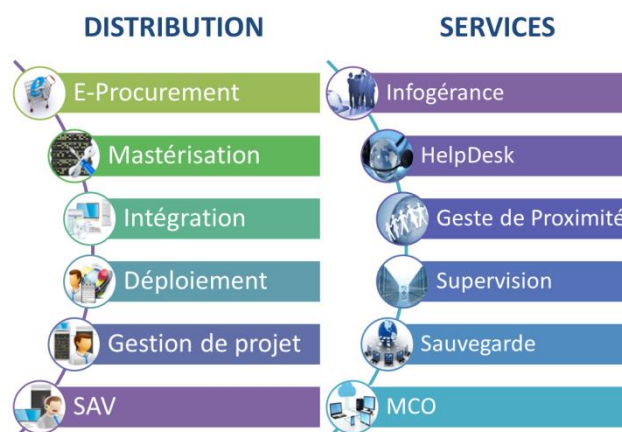 DISTRIBUTION
E-Procurement
Mastérisation
Intégration
Déploiement
Gestion de projet
SAV
SERVICES
Infogérance
HelpDesk
Geste de Proximité
Supervision
Sauvegarde
MCO